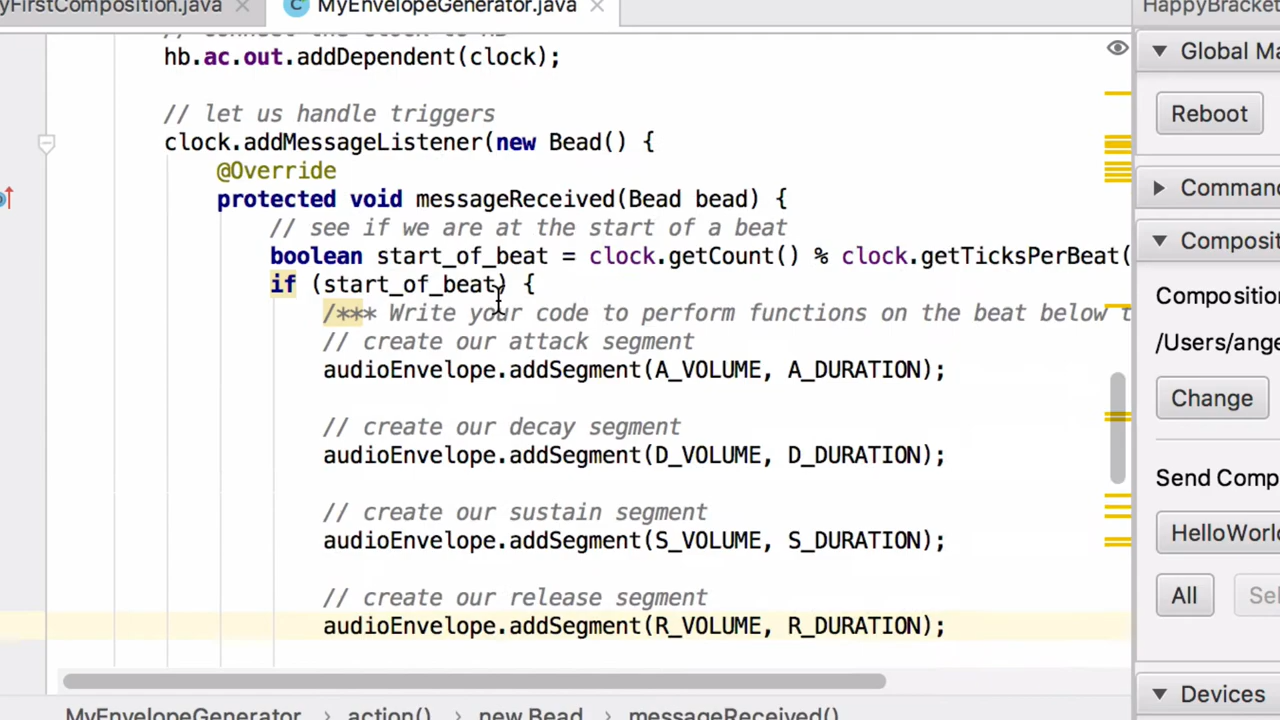 yFirstComposition.java
MyEnvelopeGenerator.java
HappyBracket
hb.ac.out.addDependent(clock);
// let us handle triggers
clock.addMessageListener(new Bead() {
@Override
protected void messageReceived(Bead bead) {
// see if we are at the start of a beat
boolean start_of_beat = clock.getCount() % clock.getTicksPerBeat(
if (start_of_beat) {
/*** Write your code to perform functions on the beat below t
// create our attack segment
audioEnvelope.addSegment(A_VOLUME, A_DURATION);
// create our decay segment
audioEnvelope.addSegment(D_VOLUME, D_DURATION);
// create our sustain segment
audioEnvelope.addSegment(S_VOLUME, S_DURATION);
// create our release segment
audioEnvelope.addSegment(R_VOLUME, R_DURATION);
MyEnvelopeGenerator › action() › new Bead › messageReceived()
Global Ma
Reboot
Comman
Composit
Composition
/Users/ange
Change
Send Comp
HelloWorld
All
Sel
Devices